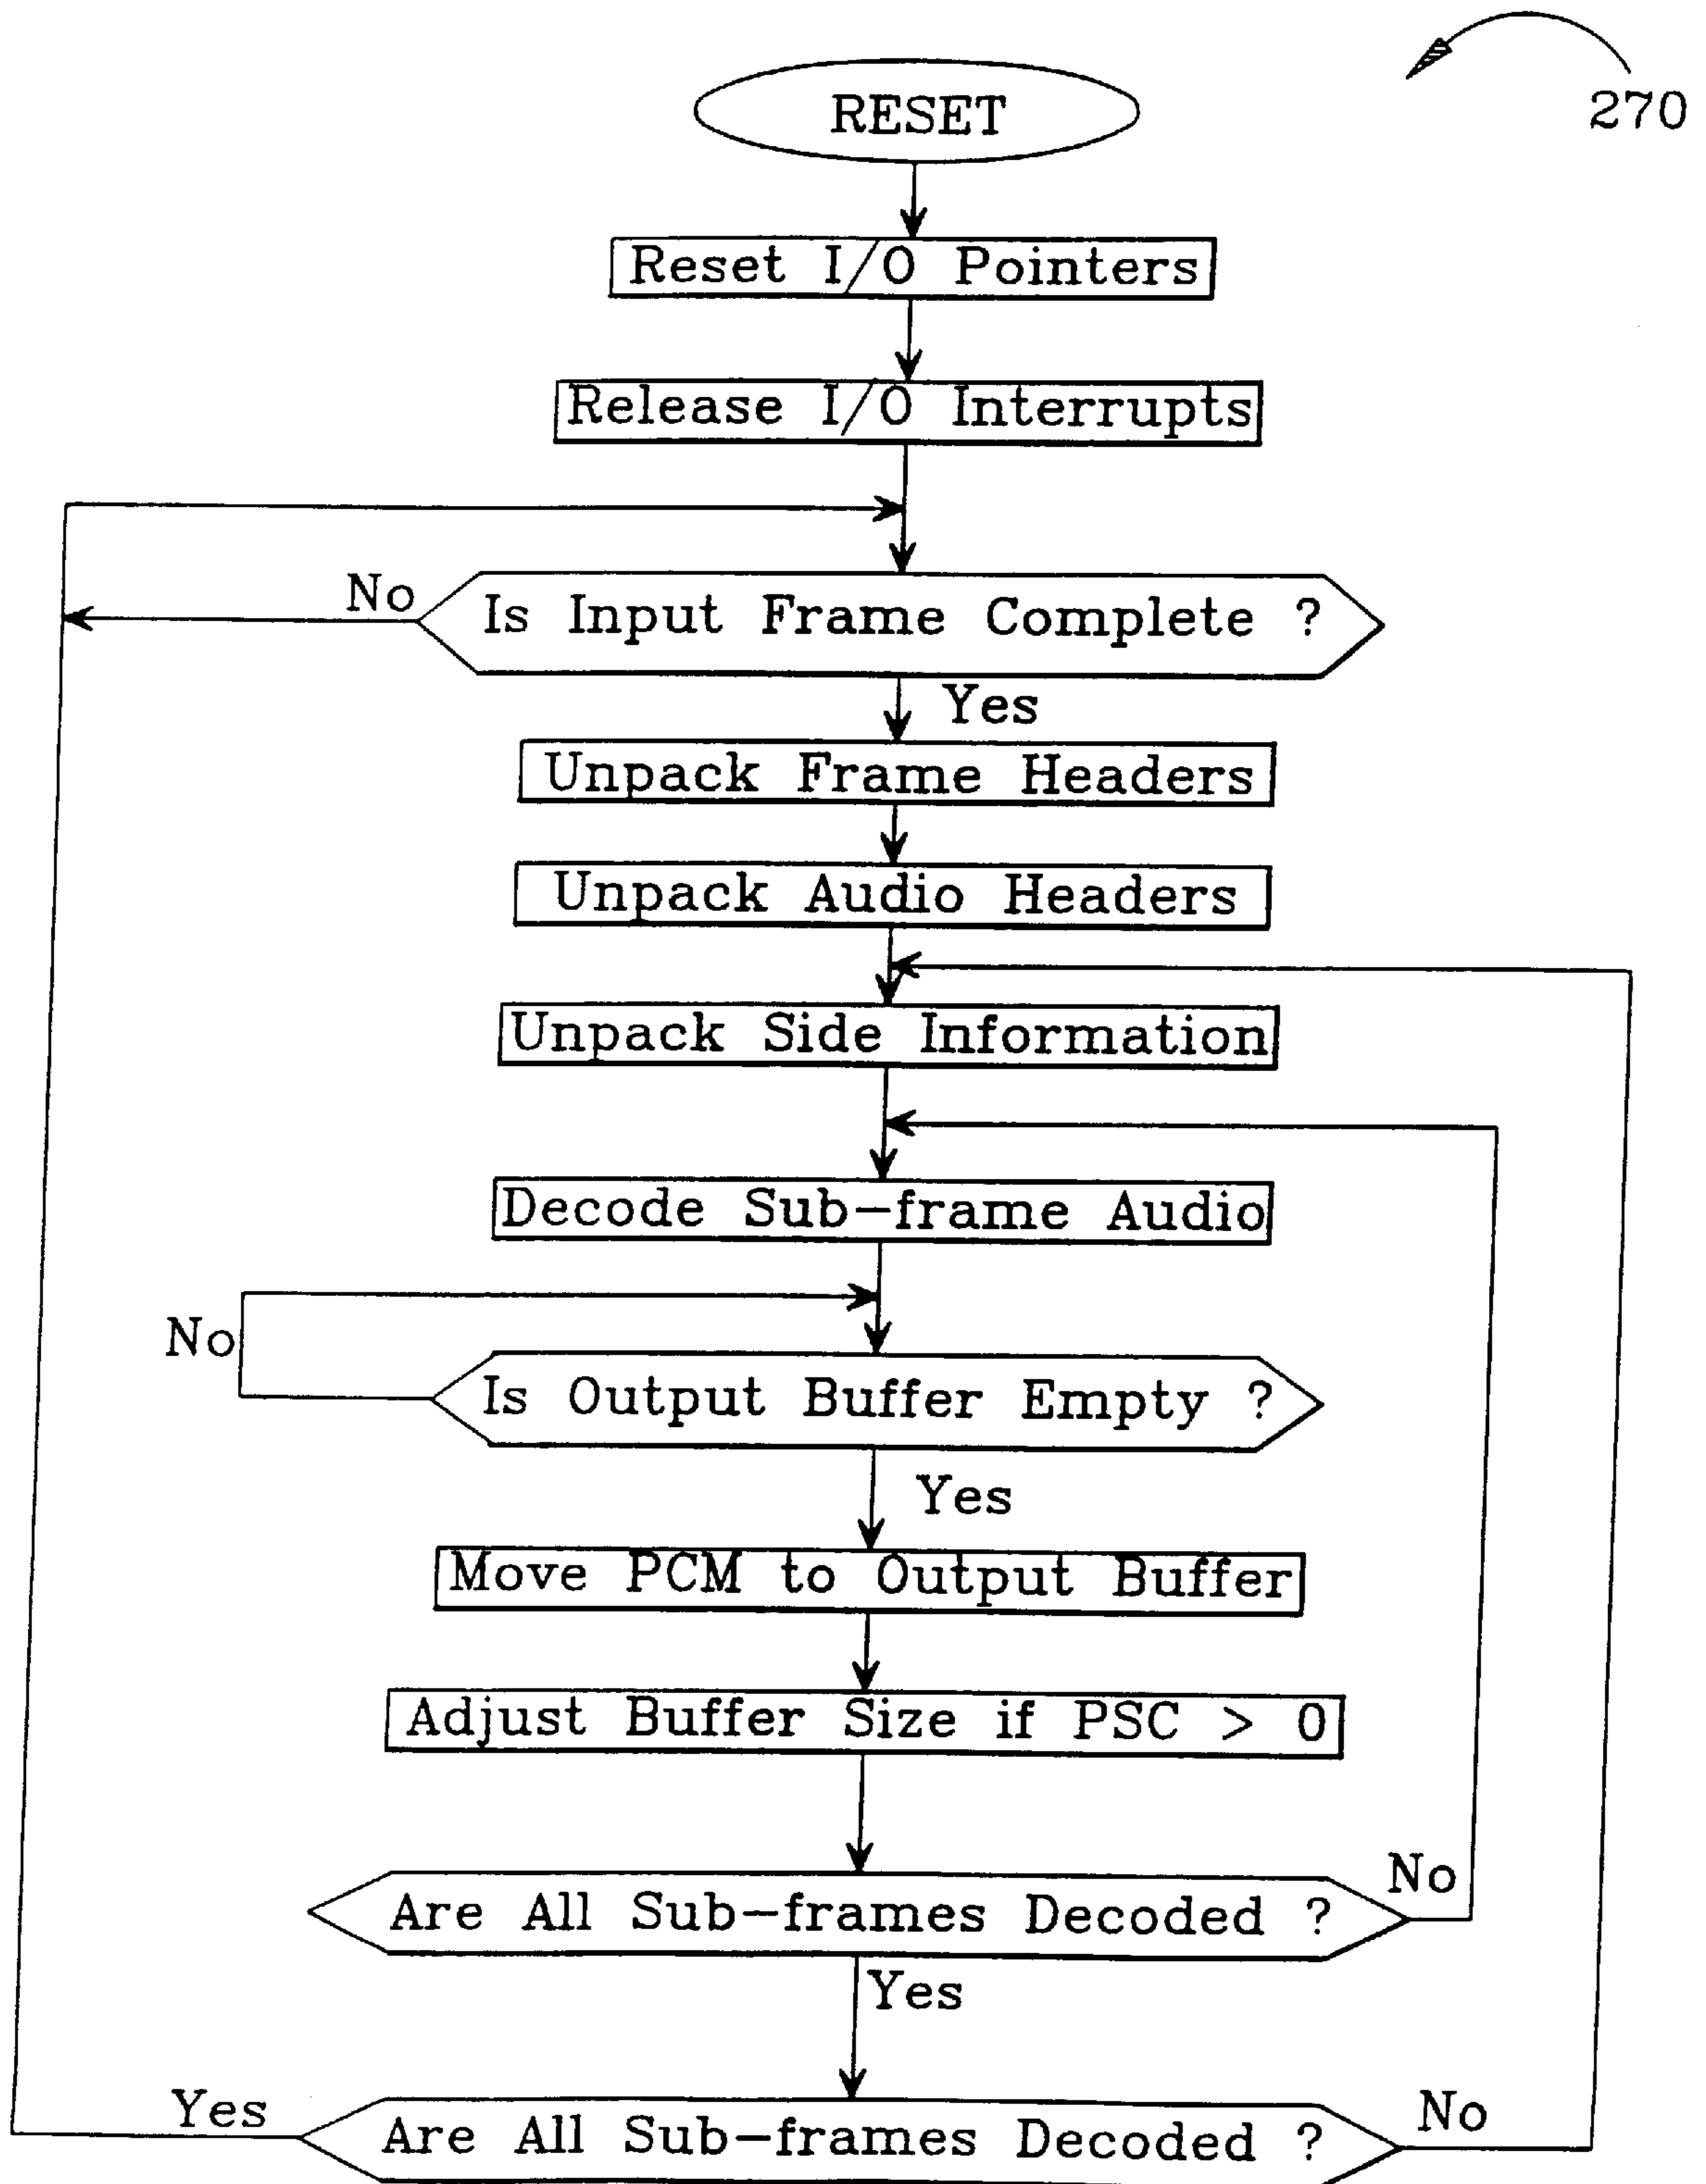 270
RESET
Reset I/O Pointers
Release I/O Interrupts
No
Is Input Frame Complete ?
Yes
Unpack Frame Headers
Unpack Audio Headers
Unpack Side Information
Decode Sub-frame Audio
No
Is Output Buffer Empty ?
Yes
Move PCM to Output Buffer
Adjust Buffer Size if PSC > 0
No
Are All Sub-frames Decoded ?
Yes
Yes
Are All Sub-frames Decoded ?
No